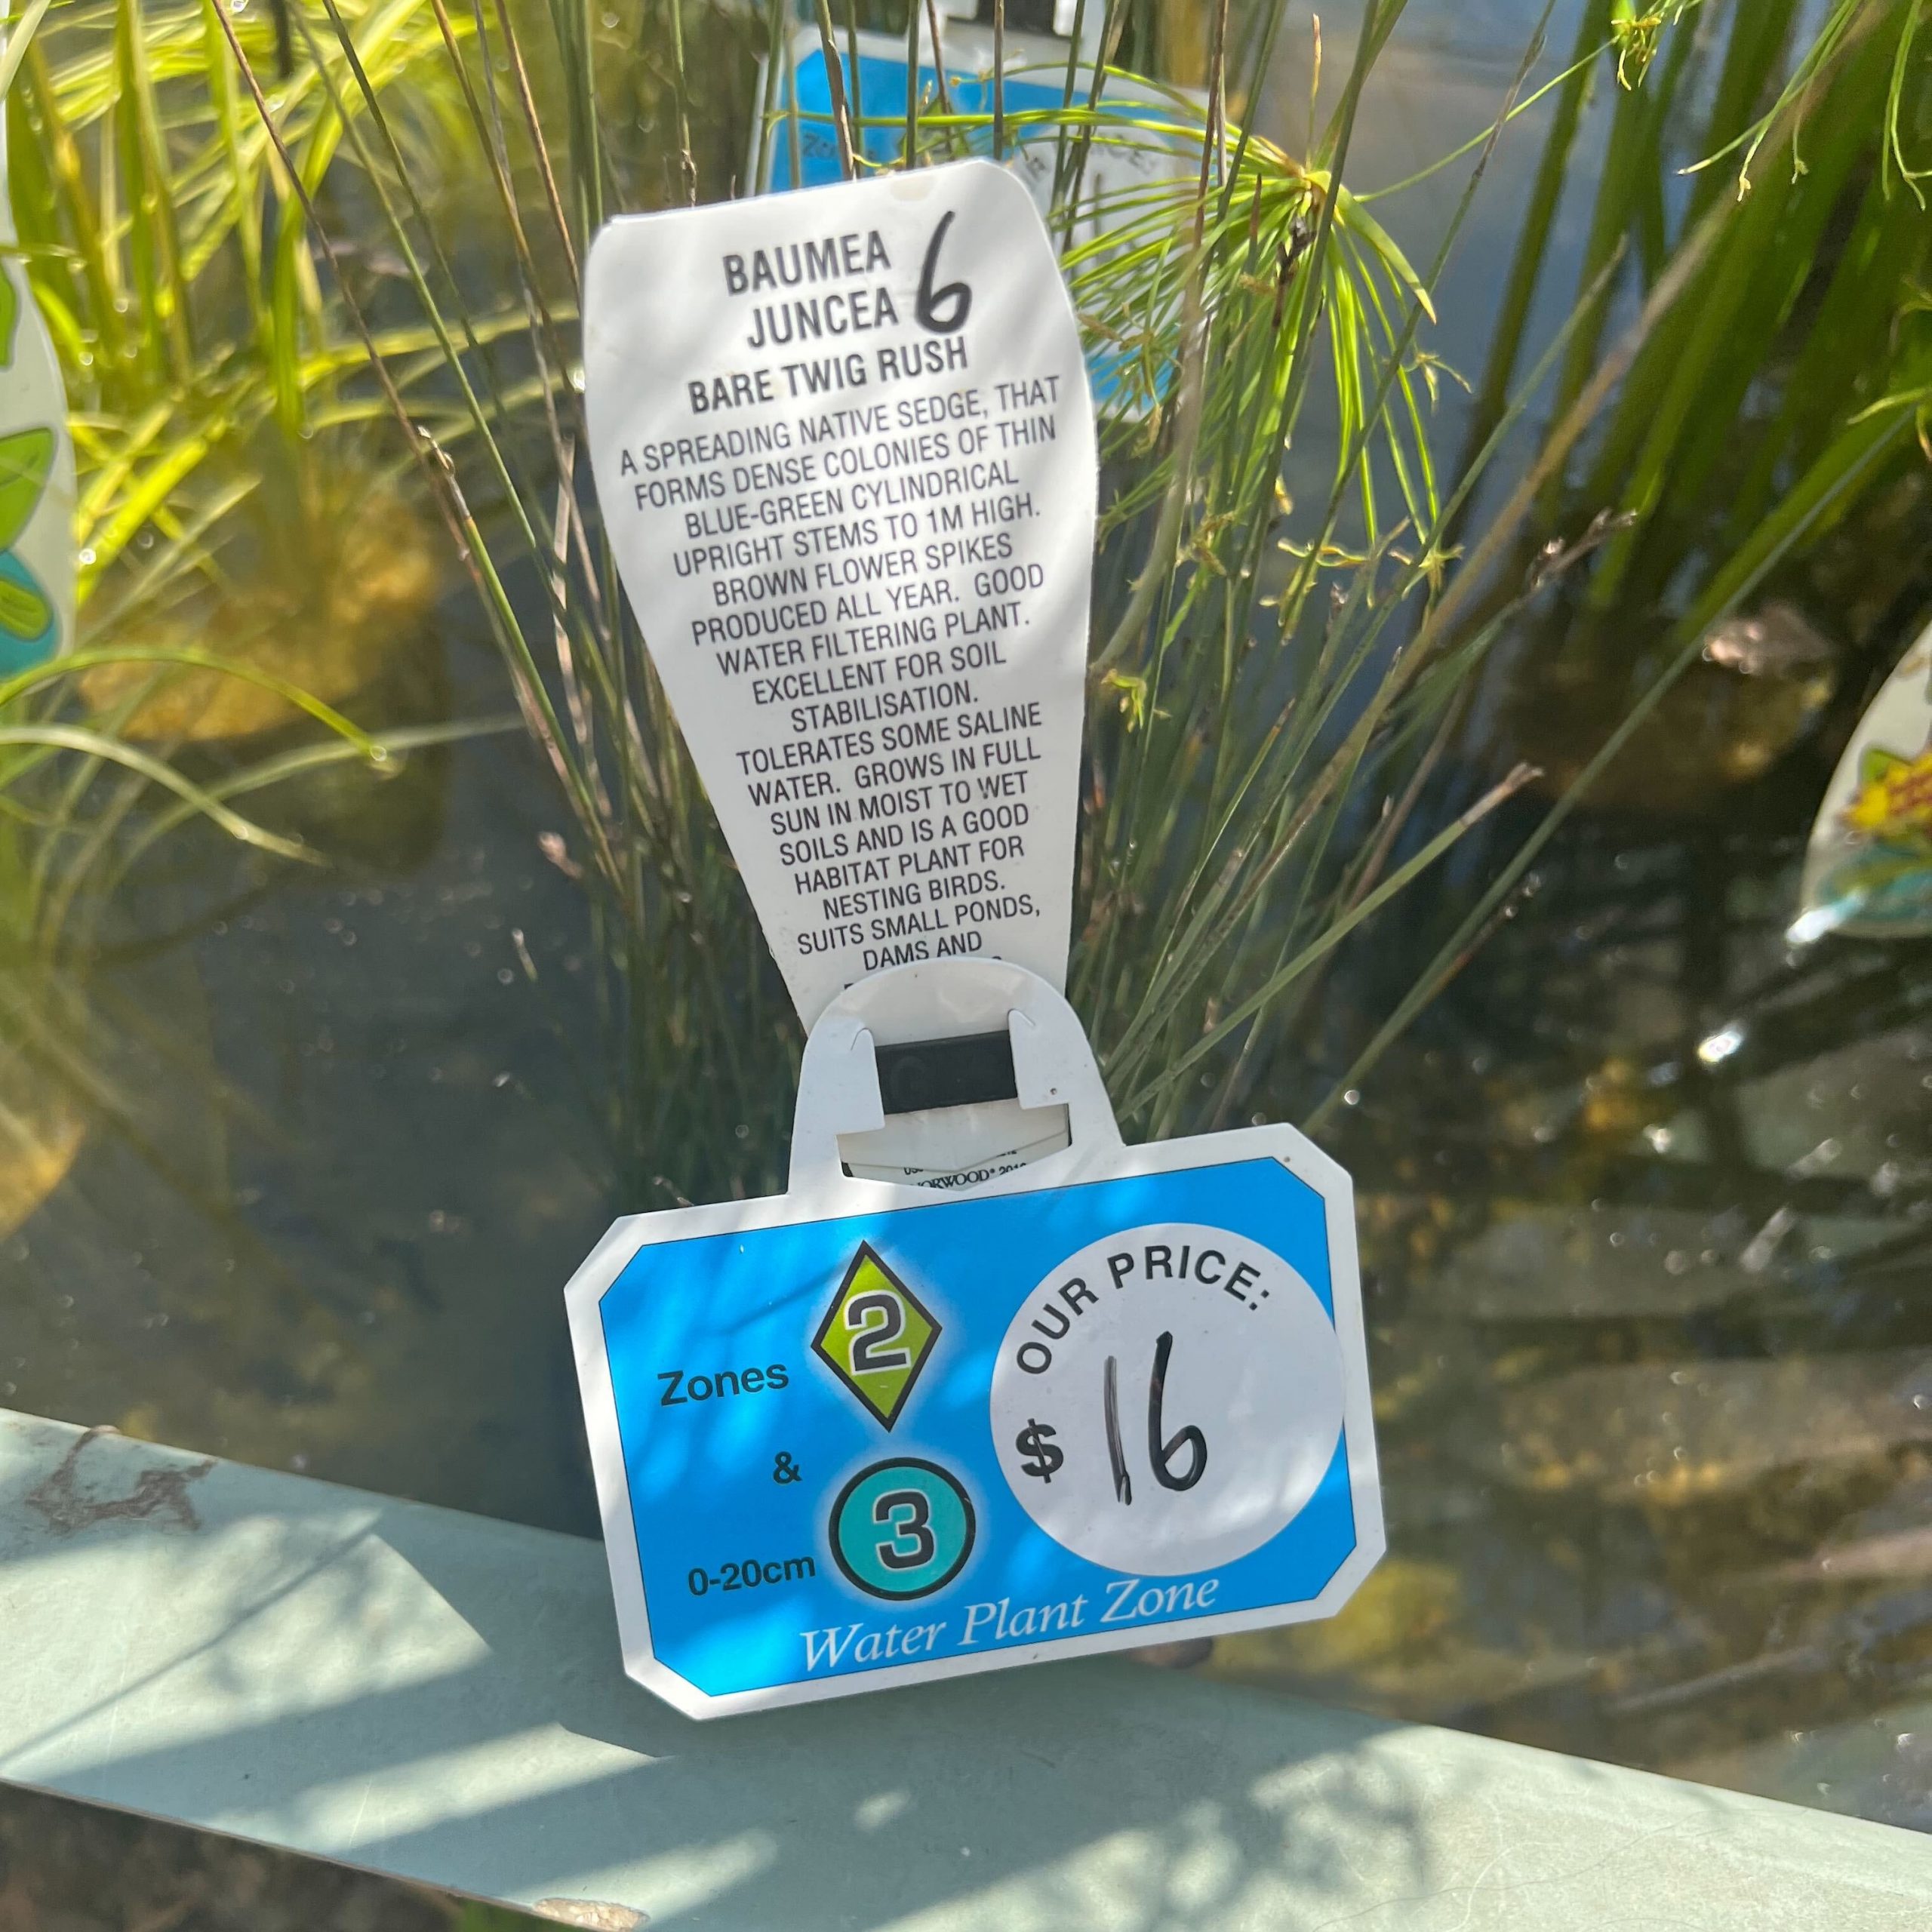 BAUMEA 6
JUNCEA
BARE TWIG RUSH
A SPREADING NATIVE SEDGE, THAT
FORMS DENSE COLONIES OF THIN
BLUE-GREEN CYLINDRICAL
UPRIGHT STEMS TO 1M HIGH.
BROWN FLOWER SPIKES
PRODUCED ALL YEAR. GOOD
WATER FILTERING PLANT.
EXCELLENT FOR SOIL
STABILISATION.
TOLERATES SOME SALINE
WATER. GROWS IN FULL
SUN IN MOIST TO WET
SOILS AND IS A GOOD
HABITAT PLANT FOR
NESTING BIRDS.
SUITS SMALL PONDS,
DAMS AND
OUR PRICE:
$ 16
Zones 2
&
0-20cm 3
Water Plant Zone